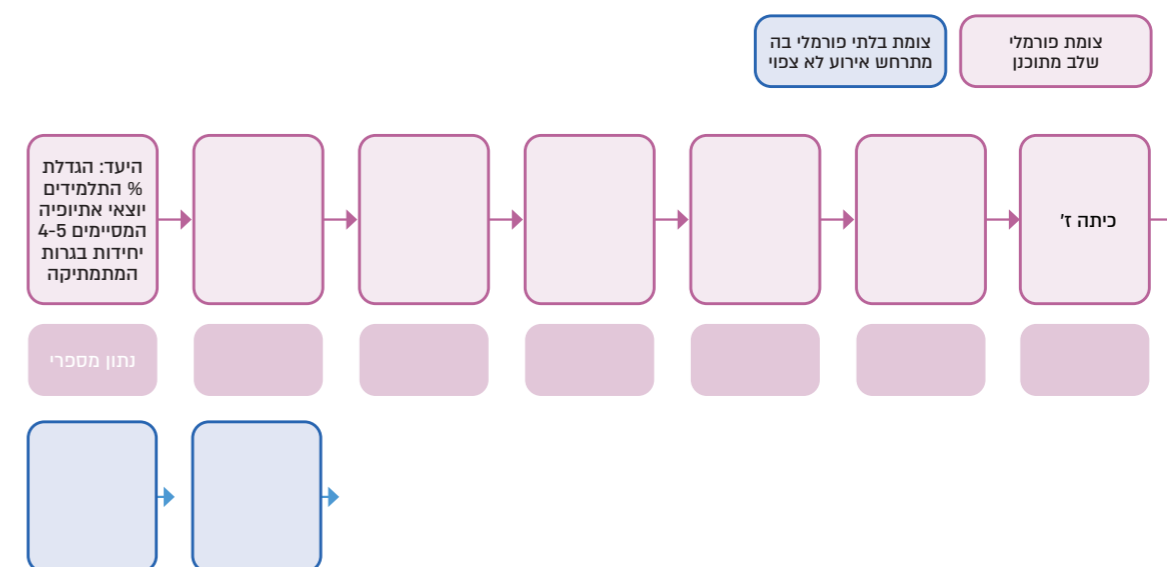 צומת פורמלי
שלב מתוכנן
צומת בלתי פורמלי בה
מתרחש אירוע לא צפוי
כיתה ז'
היעד: הגדלת
% התלמידים
יוצאי אתיופיה
המסיימים 4-5
יחידות בגרות
המתמתיקה
נתון מספרי